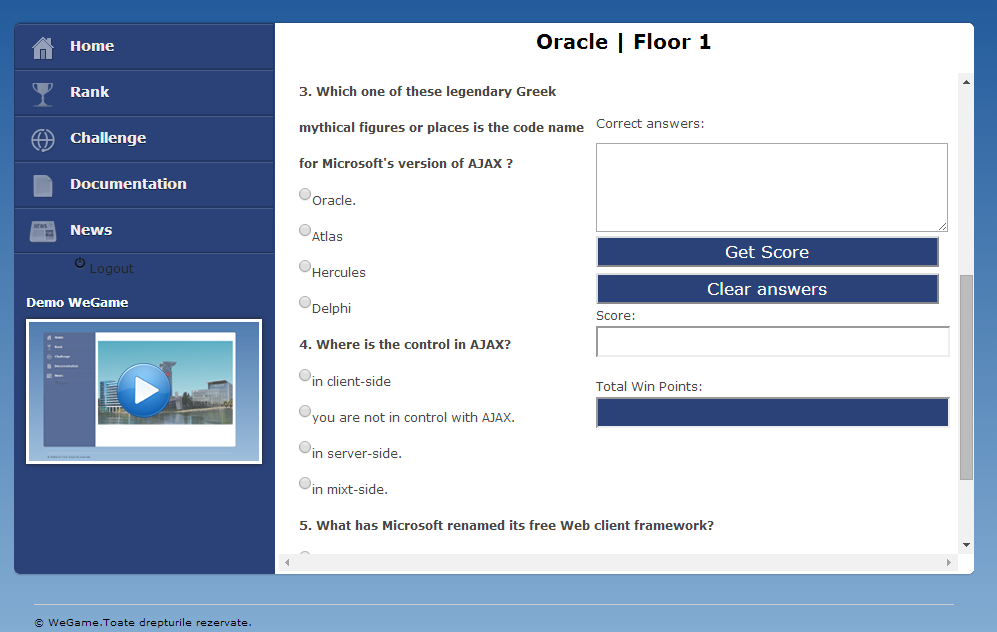 Home
Rank
Challenge
Documentation
News
Logout
Demo WeGame
Oracle | Floor 1
3. Which one of these legendary Greek
mythical figures or places is the code name
for Microsoft's version of AJAX ?
Oracle.
Atlas
Hercules
Delphi
4. Where is the control in AJAX?
in client-side
you are not in control with AJAX.
in server-side.
in mixt-side.
5. What has Microsoft renamed its free Web client framework?
Correct answers:
Get Score
Clear answers
Score:
Total Win Points:
© WeGame.Toate drepturile rezervate.